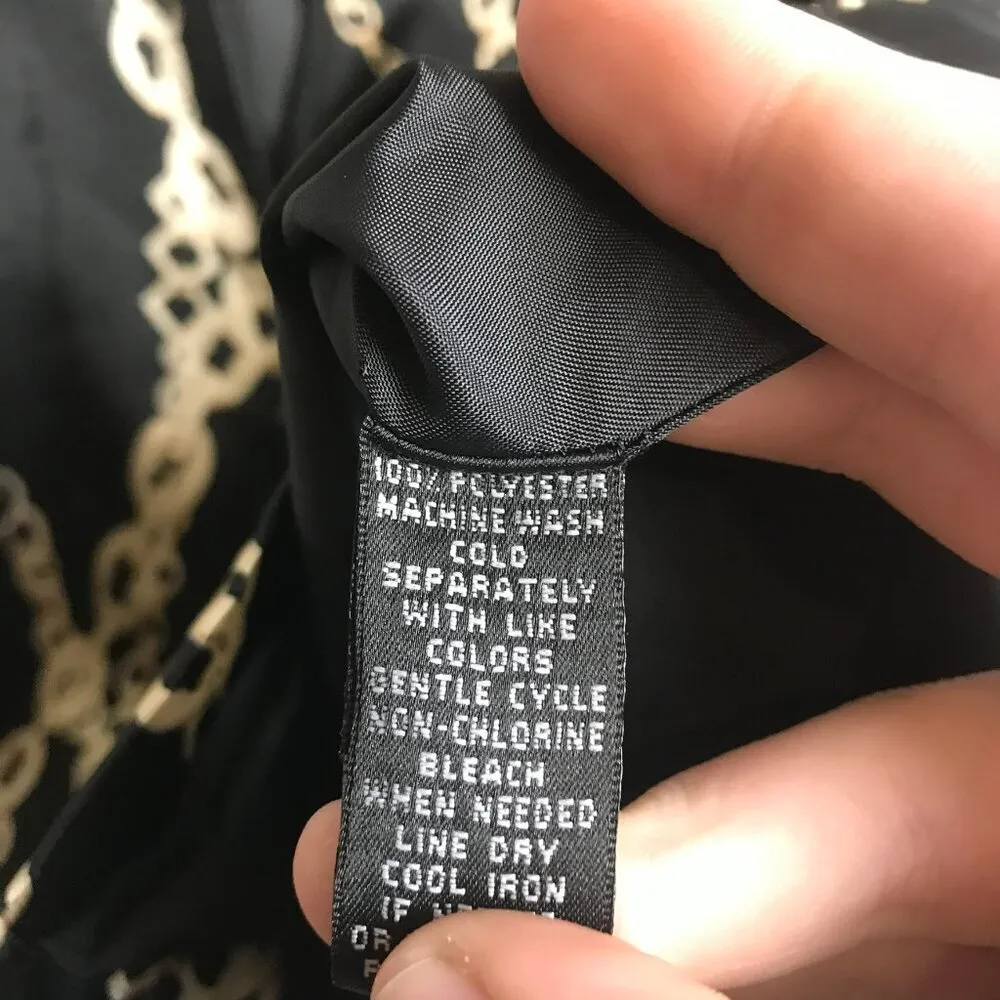 100% POLYESTER
MACHINE WASH
COLD
SEPARATELY
WITH LIKE
COLORS
GENTLE CYCLE
NON-CHLORINE
BLEACH
WHEN NEEDED
LINE DRY
COOL IRON
IF
OR